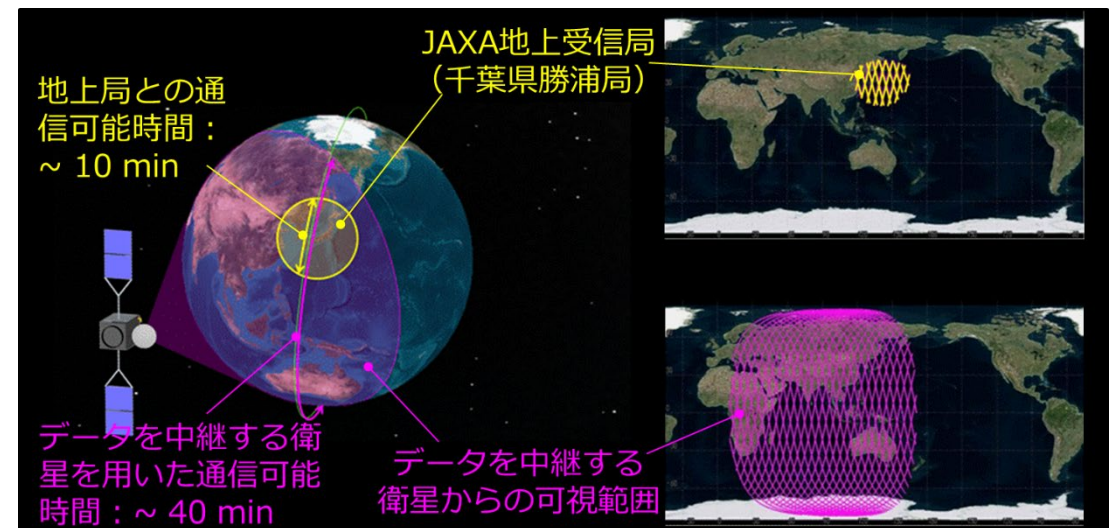 JAXA地上受信局
（千葉県勝浦局）
地上局との通
信可能時間：
~ 10 min
データを中継する衛
星を用いた通信可能
時間：~ 40 min
データを中継する
衛星からの可視範囲